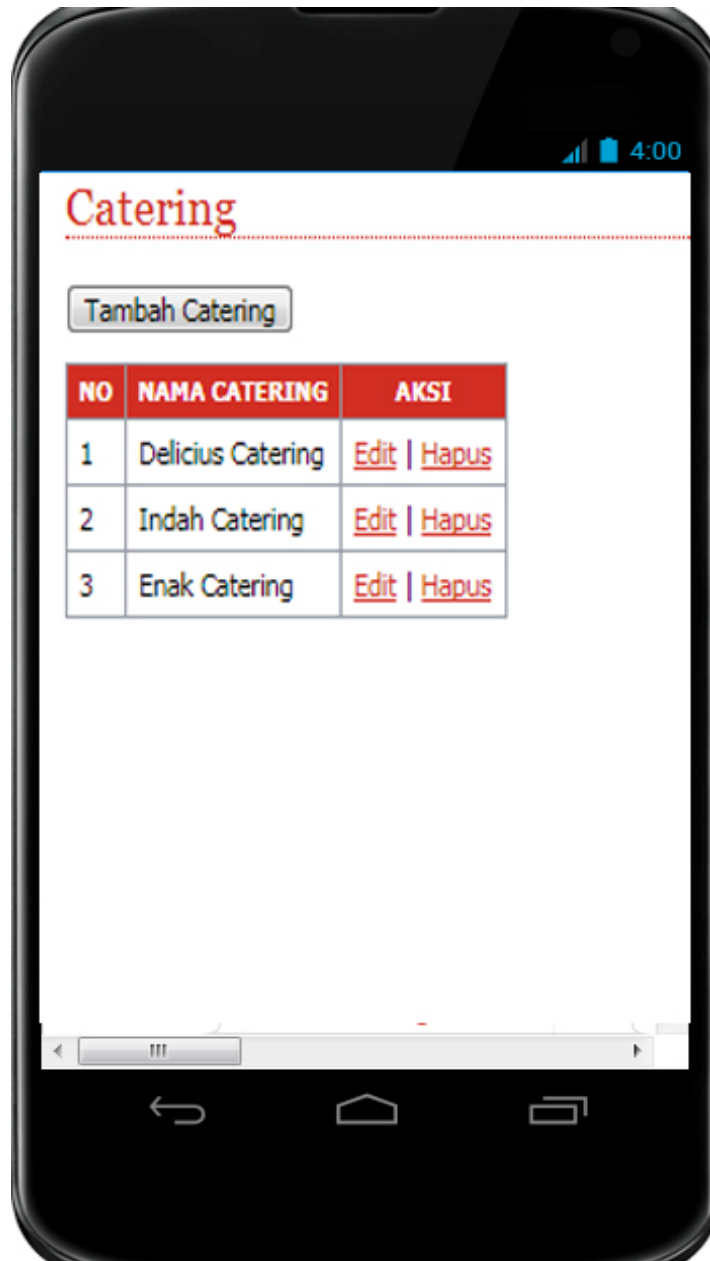 4:00
Catering
Tambah Catering
NO NAMA CATERING AKSI
1 Delicius Catering Edit | Hapus
2 Indah Catering Edit | Hapus
3 Enak Catering Edit | Hapus